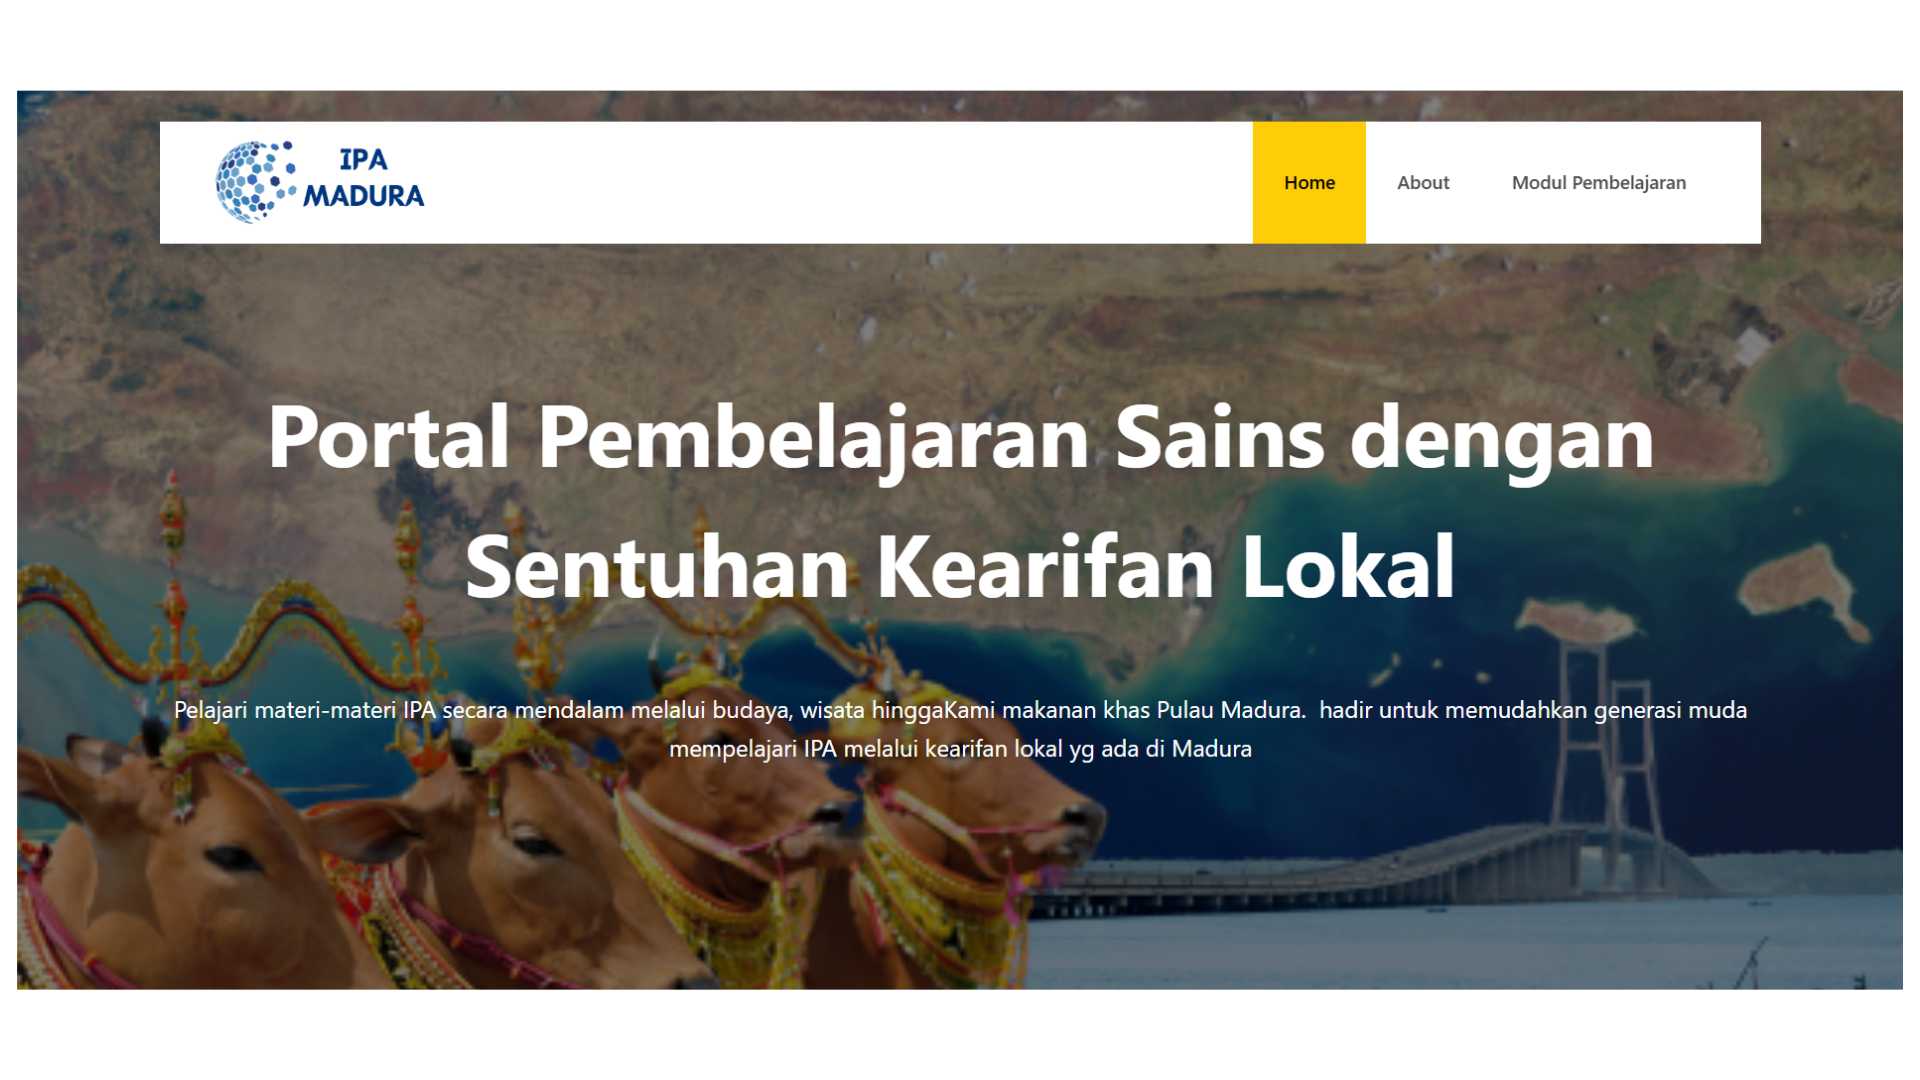 IPA
MADURA
Home
About
Modul Pembelajaran
Portal Pembelajaran Sains dengan
Sentuhan Kearifan Lokal
Pelajari materi-materi IPA secara mendalam melalui budaya, wisata hinggaKami makanan khas Pulau Madura.  hadir untuk memudahkan generasi muda
mempelajari IPA melalui kearifan lokal yg ada di Madura